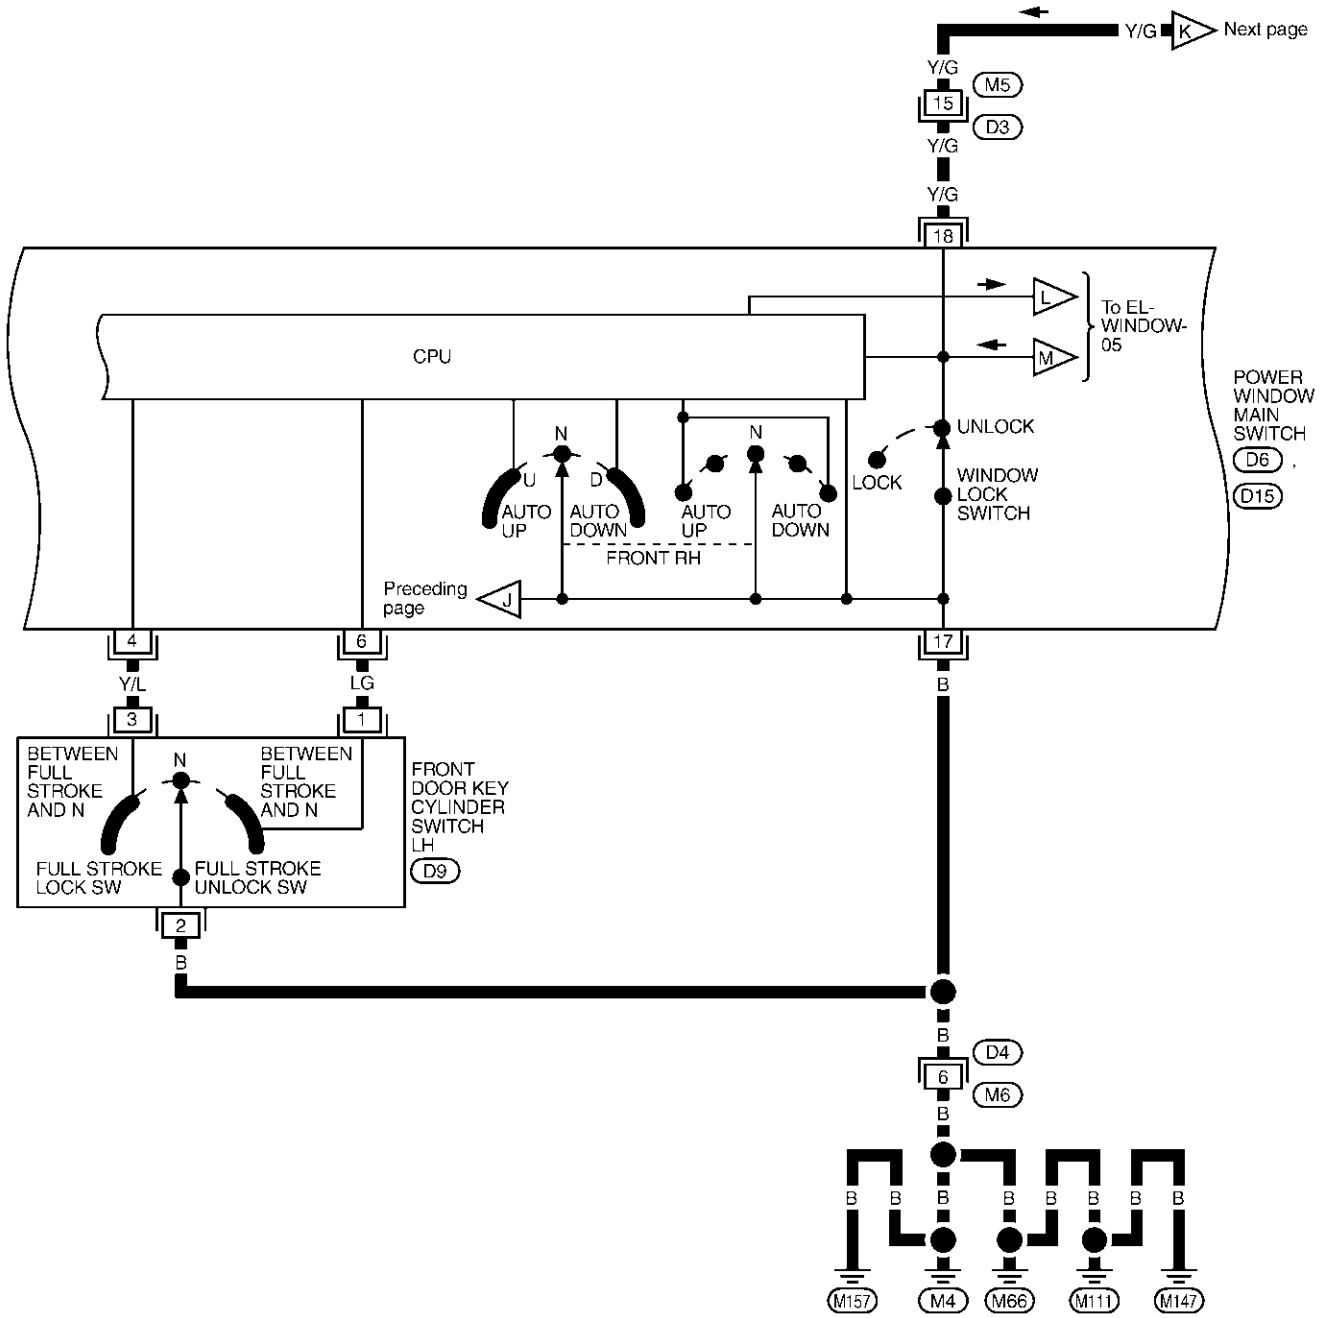 Y/G K Next page
Y/G
M5
15
D3
Y/G
Y/G
18
L
To EL-
WINDOW-
05
M
CPU
POWER
WINDOW
MAIN
SWITCH
D6 ,
D15
N
U D
AUTO
UP
AUTO
DOWN
N
AUTO
UP
AUTO
DOWN
FRONT RH
UNLOCK
LOCK
WINDOW
LOCK
SWITCH
Preceding
page
J
4 6 17
Y/L LG B
3 1
BETWEEN
FULL
STROKE
AND N
N
BETWEEN
FULL
STROKE
AND N
FULL STROKE
LOCK SW
FULL STROKE
UNLOCK SW
FRONT
DOOR KEY
CYLINDER
SWITCH
LH
D9
2
B
B
D4
6
M6
B
B B B B B B B B
M157 M4 M66 M111 M147